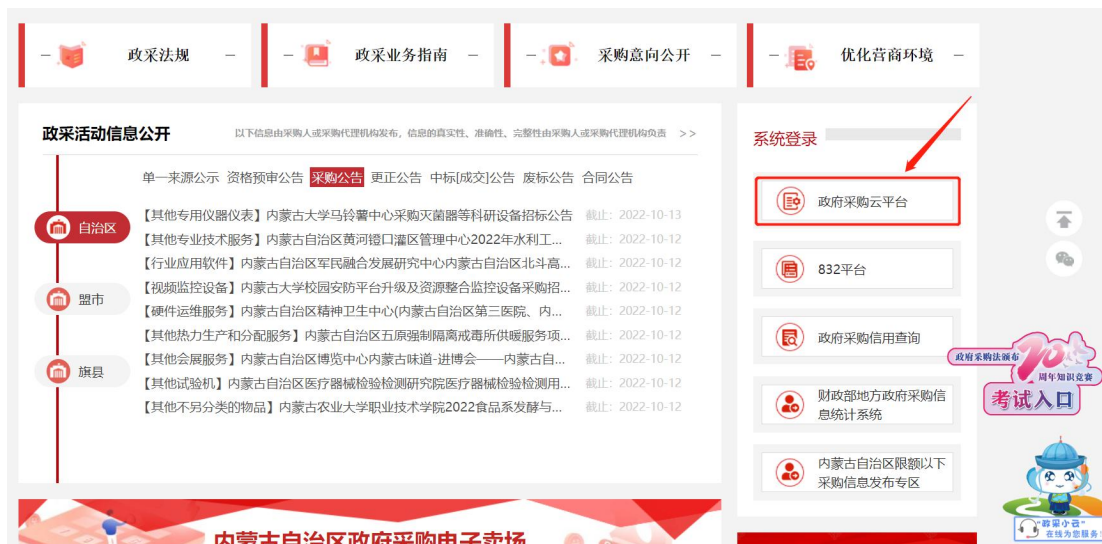 政采法规
政采业务指南
采购意向公开
优化营商环境
政采活动信息公开
以下信息由采购人或采购代理机构发布，信息的真实性、准确性、完整性由采购人或采购代理机构负责 >>
单一来源公示 资格预审公告 采购公告 更正公告 中标[成交]公告 废标公告 合同公告
自治区
盟市
旗县
【其他专用仪器仪表】内蒙古大学马铃薯中心采购灭菌器等科研设备招标公告 截止: 2022-10-13
【其他专业技术服务】内蒙古自治区黄河镫口灌区管理中心2022年水利工... 截止: 2022-10-12
【行业应用软件】内蒙古自治区军民融合发展研究中心内蒙古自治区北斗高... 截止: 2022-10-12
【视频监控设备】内蒙古大学校园安防平台升级及资源整合监控设备采购招... 截止: 2022-10-12
【硬件运维服务】内蒙古自治区精神卫生中心(内蒙古自治区第三医院、内... 截止: 2022-10-12
【其他热力生产和分配服务】内蒙古自治区五原强制隔离戒毒所供暖服务项... 截止: 2022-10-12
【其他会展服务】内蒙古自治区博览中心内蒙古味道-进博会——内蒙古自... 截止: 2022-10-12
【其他试验机】内蒙古自治区医疗器械检验检测研究院医疗器械检验检测用... 截止: 2022-10-12
【其他不另分类的物品】内蒙古农业大学职业技术学院2022食品系发酵与... 截止: 2022-10-12
系统登录
政府采购云平台
832平台
政府采购信用查询
财政部地方政府采购信
息统计系统
内蒙古自治区限额以下
采购信息发布专区
政府采购法颁布
20
周年知识竞赛
考试入口
"政采小云"
在线为您服务!
内蒙古自治区政府采购电子卖场